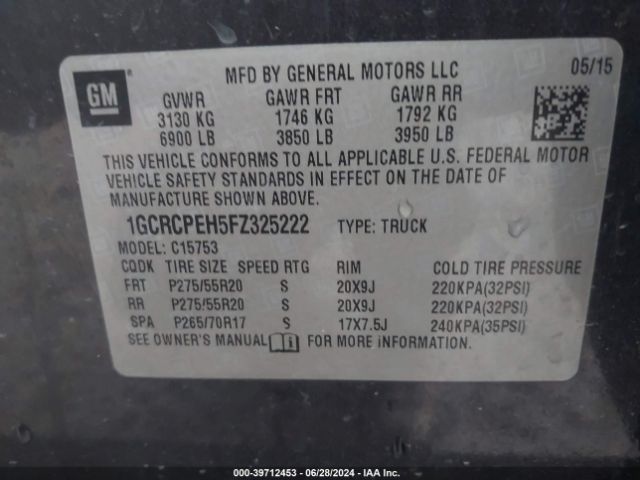 GM
MFD BY GENERAL MOTORS LLC 05/15
GVWR GAWR FRT GAWR RR
3130 KG 1746 KG 1792 KG
6900 LB 3850 LB 3950 LB
THIS VEHICLE CONFORMS TO ALL APPLICABLE U.S. FEDERAL MOTOR
VEHICLE SAFETY STANDARDS IN EFFECT ON THE DATE OF
MANUFACTURE SHOWN ABOVE.
1GCRCPEH5FZ325222 TYPE: TRUCK
MODEL: C15753
CQDK TIRE SIZE SPEED RTG RIM COLD TIRE PRESSURE
FRT P275/55R20 S 20X9J 220KPA(32PSI)
RR P275/55R20 S 20X9J 220KPA(32PSI)
SPA P265/70R17 S 17X7.5J 240KPA(35PSI)
SEE OWNER'S MANUAL FOR MORE INFORMATION.
000-39712453 - 06/28/2024 - IAA Inc.